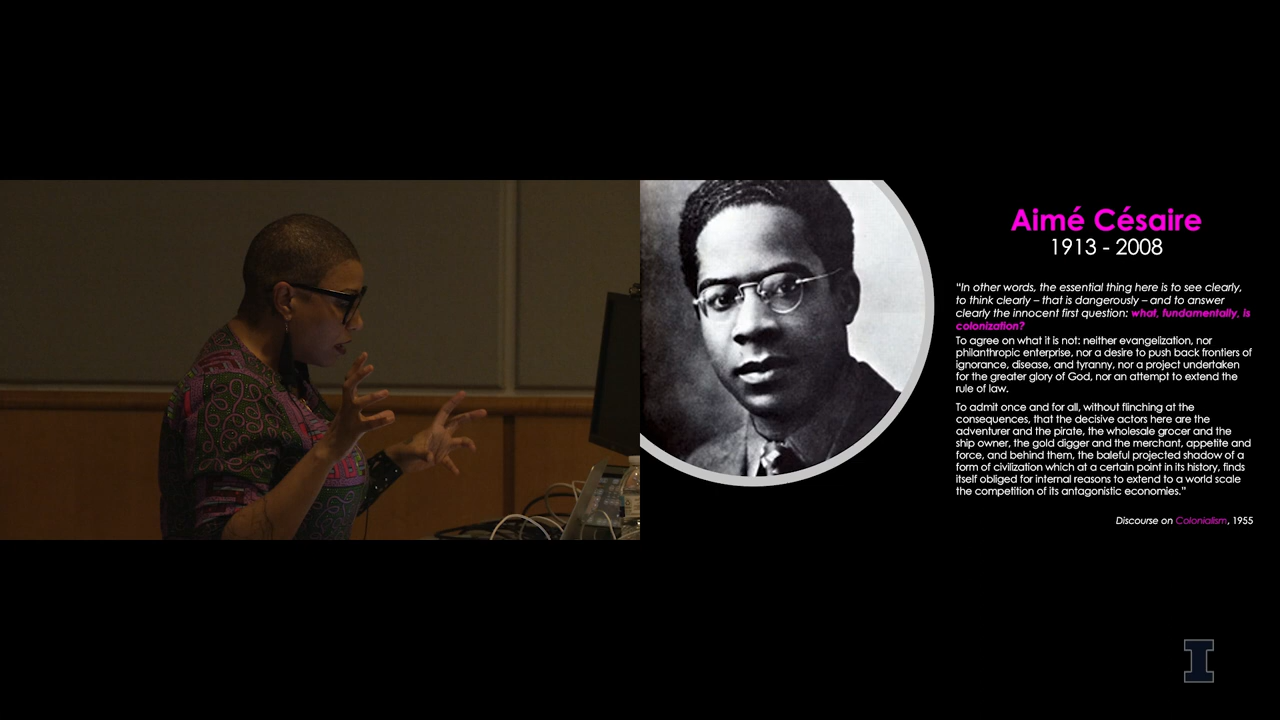 Aimé Césaire
1913 - 2008
“In other words, the essential thing here is to see clearly,
to think clearly – that is dangerously – and to answer
clearly the innocent first question: what, fundamentally, is
colonization?
To agree on what it is not: neither evangelization, nor
philanthropic enterprise, nor a desire to push back frontiers of
ignorance, disease, and tyranny, nor a project undertaken
for the greater glory of God, nor an attempt to extend the
rule of law.
To admit once and for all, without flinching at the
consequences, that the decisive actors here are the
adventurer and the pirate, the wholesale grocer and the
ship owner, the gold digger and the merchant, appetite and
force, and behind them, the baleful projected shadow of a
form of civilization which at a certain point in its history, finds
itself obliged for internal reasons to extend to a world scale
the competition of its antagonistic economies.”
Discourse on Colonialism, 1955
I